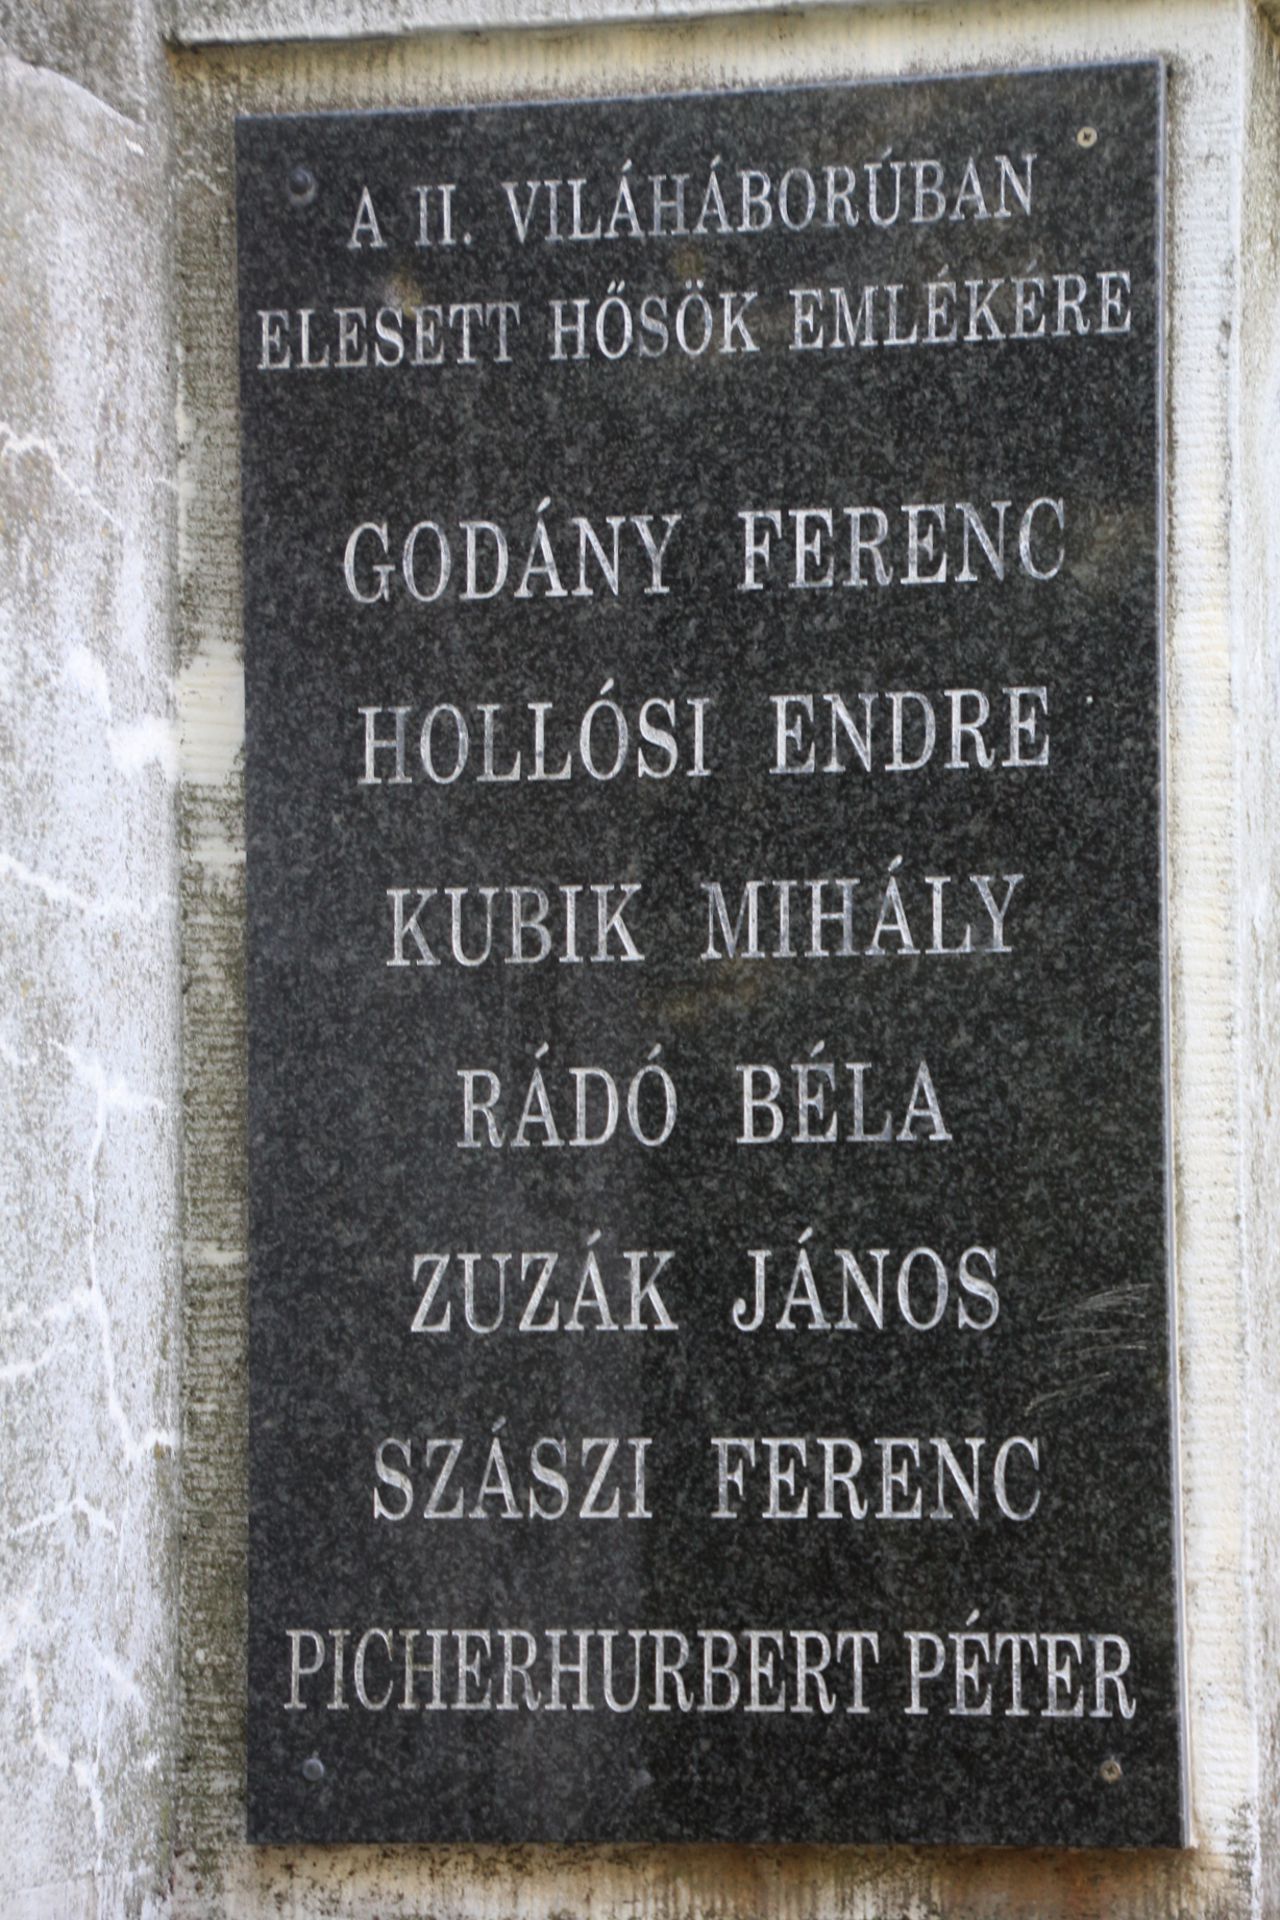 A II. VILÁHÁBORÚBAN
ELESETT HŐSÖK EMLÉKÉRE
GODÁNY FERENC
HOLLÓSI ENDRE
KUBIK MIHÁLY
RÁDÓ BÉLA
ZUZÁK JÁNOS
SZÁSZI FERENC
PICHERHURBERT PÉTER